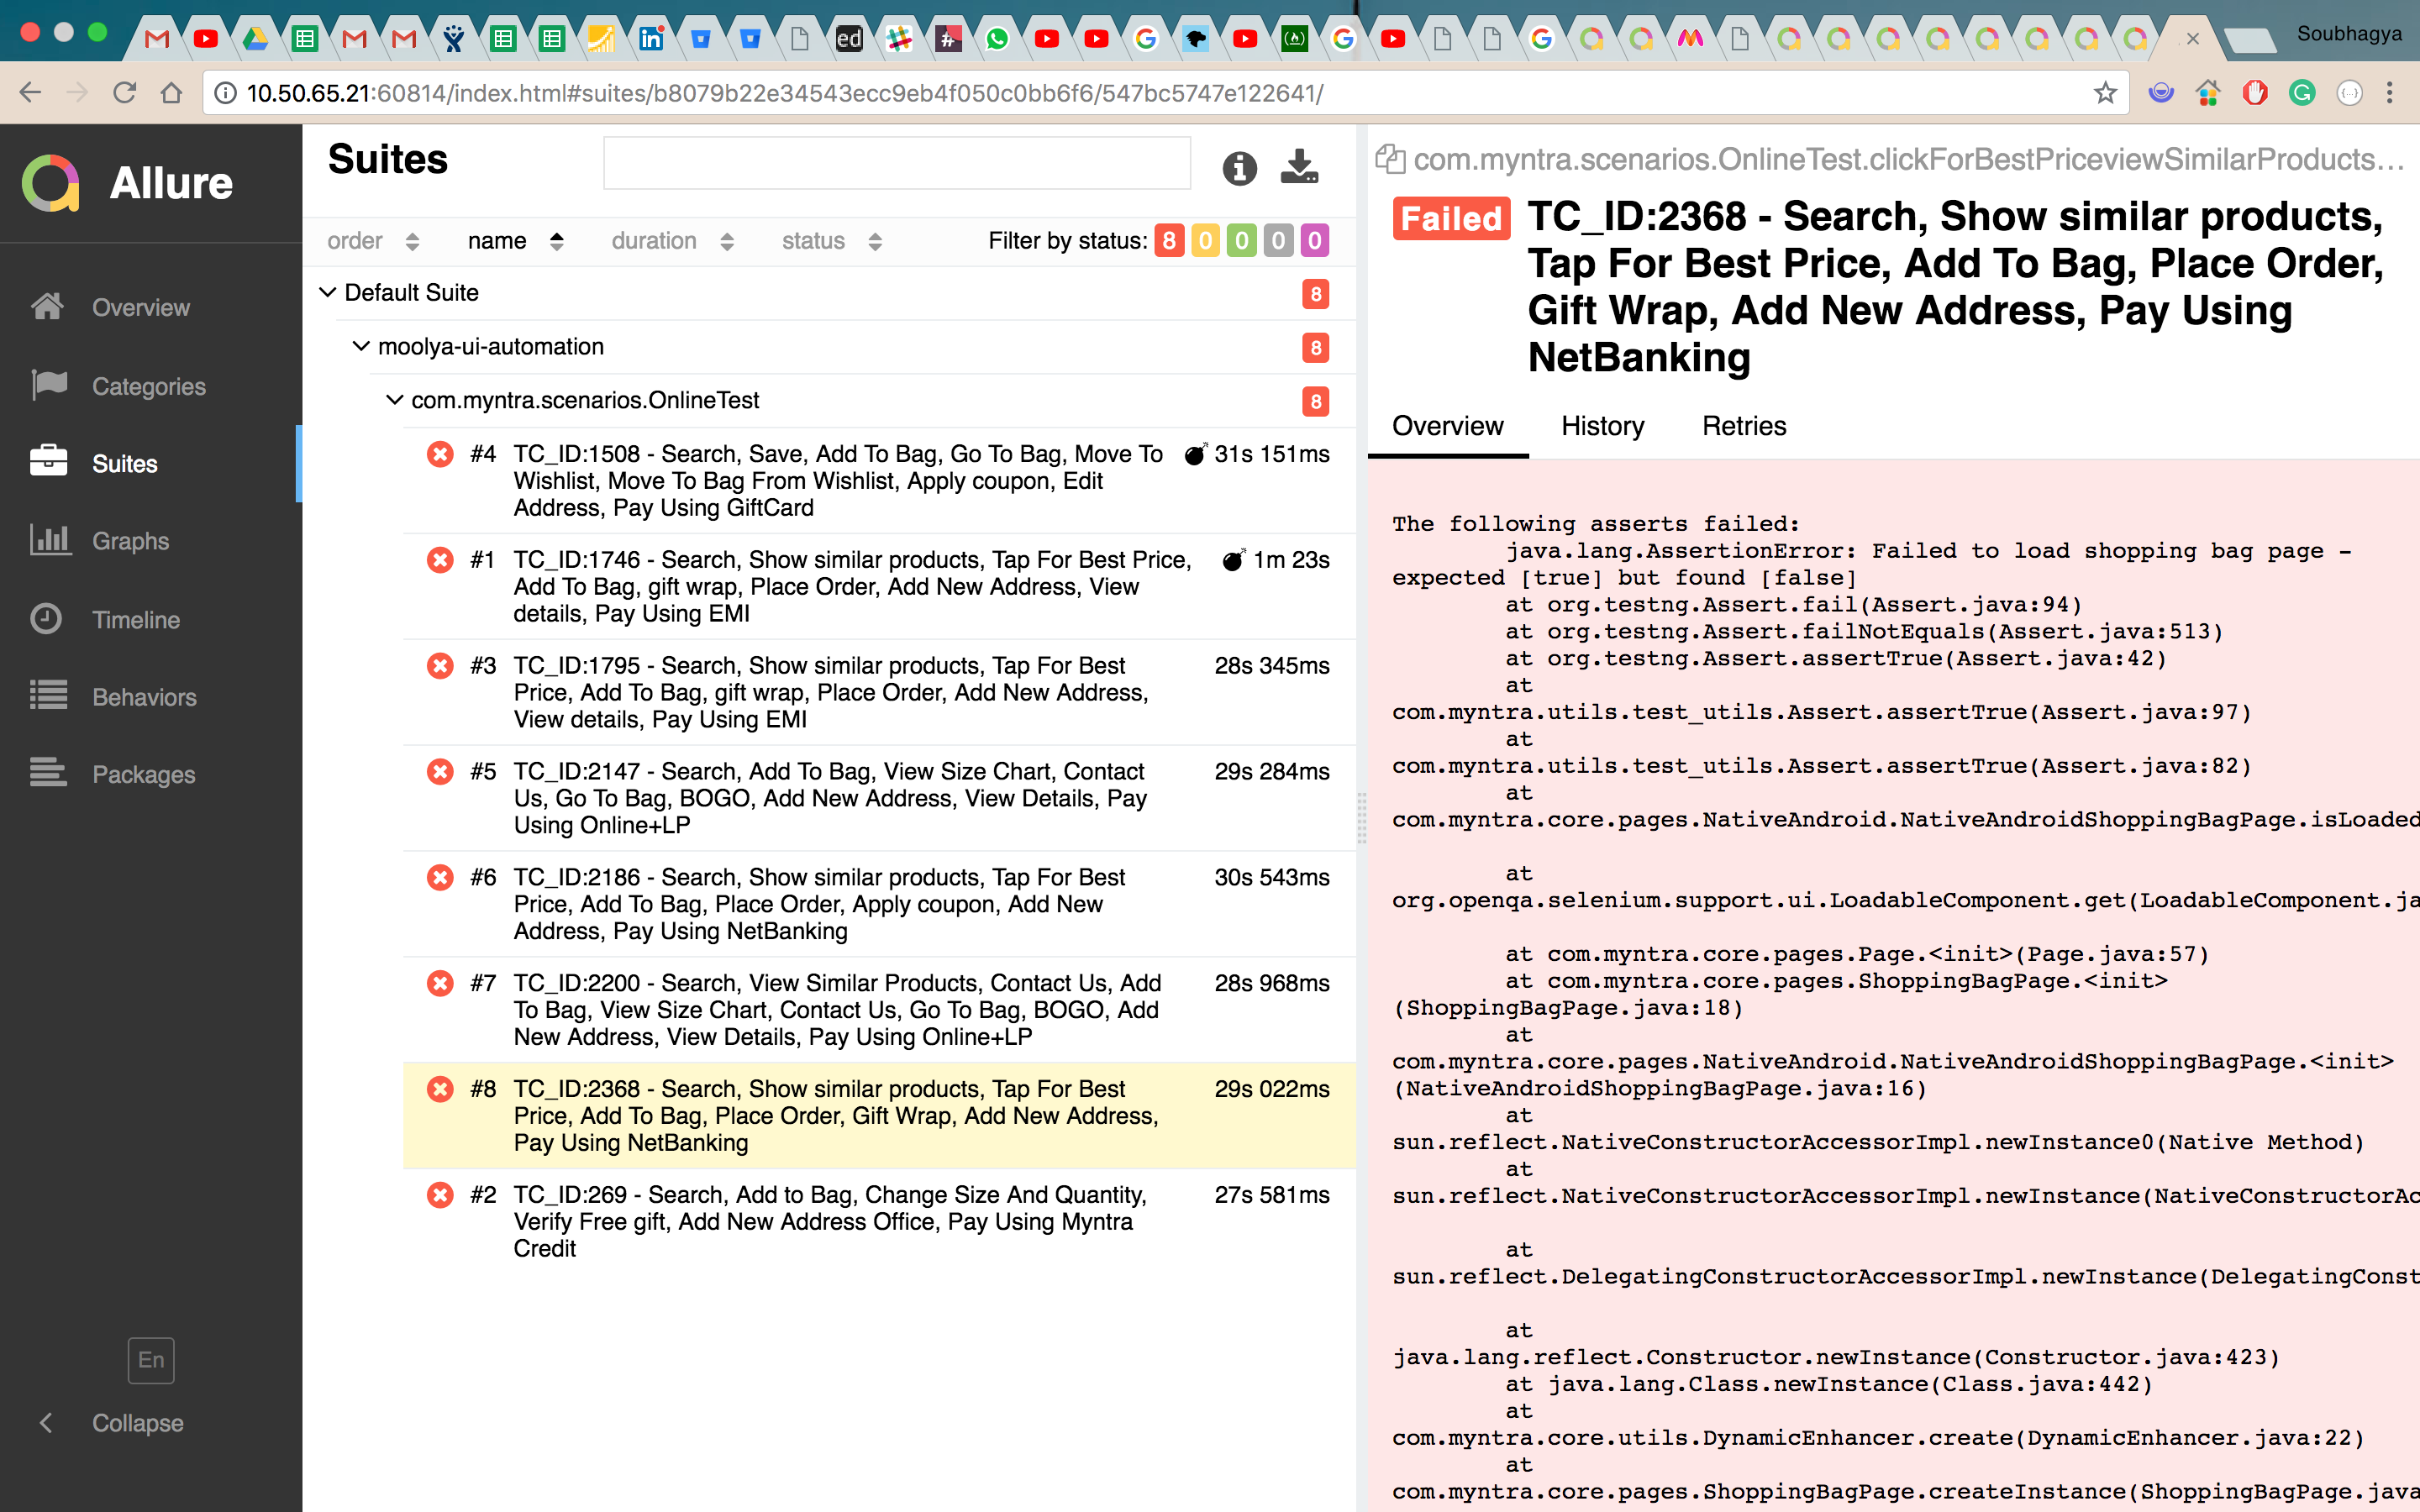 Soubhagya
10.50.65.21:60814/index.html#suites/b8079b22e34543ecc9eb4f050c0bb6f6/547bc5747e122641/
Allure
Overview
Categories
Suites
Graphs
Timeline
Behaviors
Packages
En
Collapse
Suites
order name duration status Filter by status: 8 0 0 0 0
Default Suite 8
moolya-ui-automation 8
com.myntra.scenarios.OnlineTest 8
#4 TC_ID:1508 - Search, Save, Add To Bag, Go To Bag, Move To 31s 151ms
Wishlist, Move To Bag From Wishlist, Apply coupon, Edit
Address, Pay Using GiftCard
#1 TC_ID:1746 - Search, Show similar products, Tap For Best Price, 1m 23s
Add To Bag, gift wrap, Place Order, Add New Address, View
details, Pay Using EMI
#3 TC_ID:1795 - Search, Show similar products, Tap For Best 28s 345ms
Price, Add To Bag, gift wrap, Place Order, Add New Address,
View details, Pay Using EMI
#5 TC_ID:2147 - Search, Add To Bag, View Size Chart, Contact 29s 284ms
Us, Go To Bag, BOGO, Add New Address, View Details, Pay
Using Online+LP
#6 TC_ID:2186 - Search, Show similar products, Tap For Best 30s 543ms
Price, Add To Bag, Place Order, Apply coupon, Add New
Address, Pay Using NetBanking
#7 TC_ID:2200 - Search, View Similar Products, Contact Us, Add 28s 968ms
To Bag, View Size Chart, Contact Us, Go To Bag, BOGO, Add
New Address, View Details, Pay Using Online+LP
#8 TC_ID:2368 - Search, Show similar products, Tap For Best 29s 022ms
Price, Add To Bag, Place Order, Gift Wrap, Add New Address,
Pay Using NetBanking
#2 TC_ID:269 - Search, Add to Bag, Change Size And Quantity, 27s 581ms
Verify Free gift, Add New Address Office, Pay Using Myntra
Credit
com.myntra.scenarios.OnlineTest.clickForBestPriceviewSimilarProducts...
Failed TC_ID:2368 - Search, Show similar products,
Tap For Best Price, Add To Bag, Place Order,
Gift Wrap, Add New Address, Pay Using
NetBanking
Overview History Retries
The following asserts failed:
java.lang.AssertionError: Failed to load shopping bag page -
expected [true] but found [false]
at org.testng.Assert.fail(Assert.java:94)
at org.testng.Assert.failNotEquals(Assert.java:513)
at org.testng.Assert.assertTrue(Assert.java:42)
at
com.myntra.utils.test_utils.Assert.assertTrue(Assert.java:97)
at
com.myntra.utils.test_utils.Assert.assertTrue(Assert.java:82)
at
com.myntra.core.pages.NativeAndroid.NativeAndroidShoppingBagPage.isLoaded
at
org.openqa.selenium.support.ui.LoadableComponent.get(LoadableComponent.ja
at com.myntra.core.pages.Page.<init>(Page.java:57)
at com.myntra.core.pages.ShoppingBagPage.<init>
(ShoppingBagPage.java:18)
at
com.myntra.core.pages.NativeAndroid.NativeAndroidShoppingBagPage.<init>
(NativeAndroidShoppingBagPage.java:16)
at
sun.reflect.NativeConstructorAccessorImpl.newInstance0(Native Method)
at
sun.reflect.NativeConstructorAccessorImpl.newInstance(NativeConstructorAc
at
sun.reflect.DelegatingConstructorAccessorImpl.newInstance(DelegatingConst
at
java.lang.reflect.Constructor.newInstance(Constructor.java:423)
at java.lang.Class.newInstance(Class.java:442)
at
com.myntra.core.utils.DynamicEnhancer.create(DynamicEnhancer.java:22)
at
com.myntra.core.pages.ShoppingBagPage.createInstance(ShoppingBagPage.java